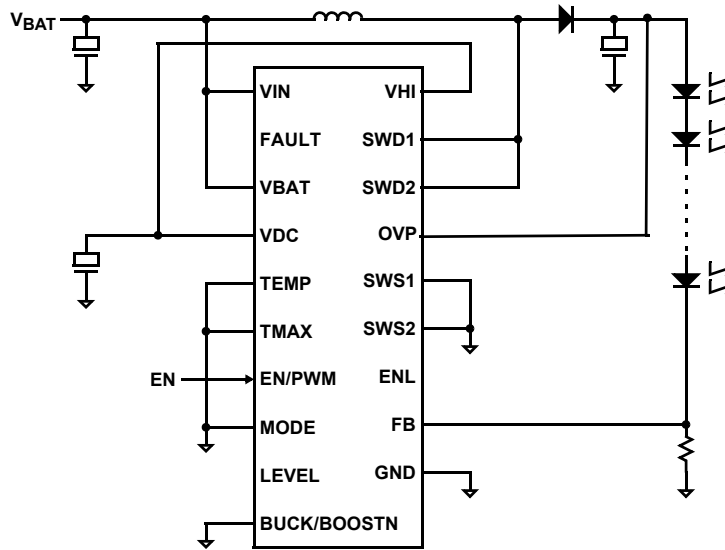 VBAT
VIN VHI
FAULT SWD1
VBAT SWD2
VDC OVP
TEMP SWS1
TMAX SWS2
EN EN/PWM ENL
MODE FB
LEVEL GND
BUCK/BOOSTN